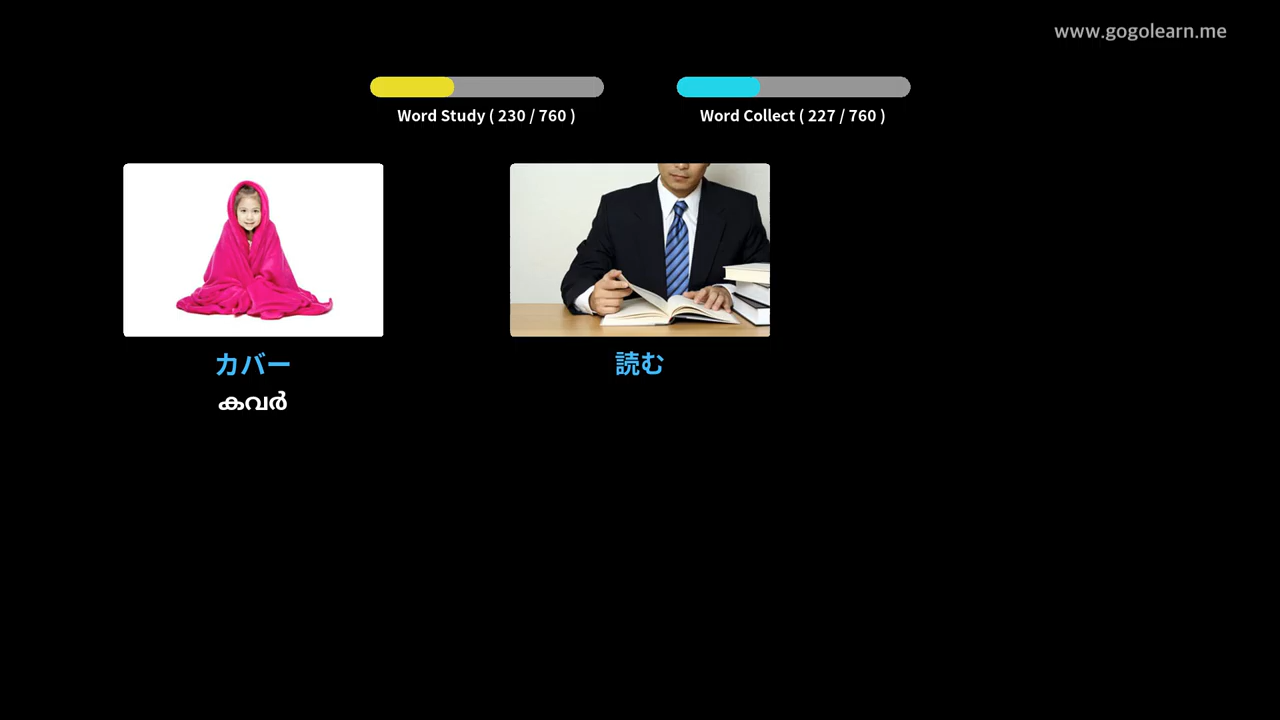 www.gogolearn.me
Word Study ( 230 / 760 )
Word Collect ( 227 / 760 )
カバー
കവർ
読む